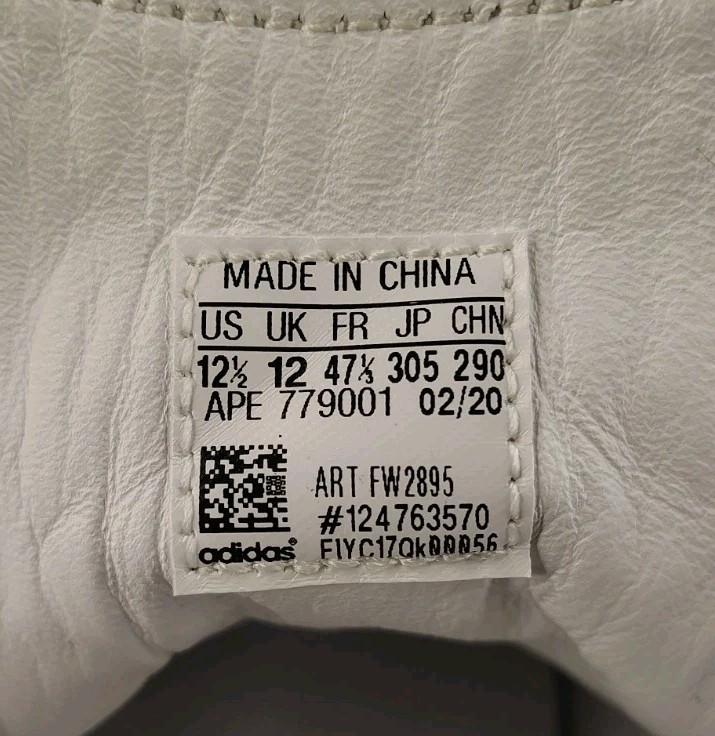 MADE IN CHINA
US UK FR JP CHN
12½ 12 47⅓ 305 290
APE 779001 02/20
ART FW2895
#124763570
adidas®